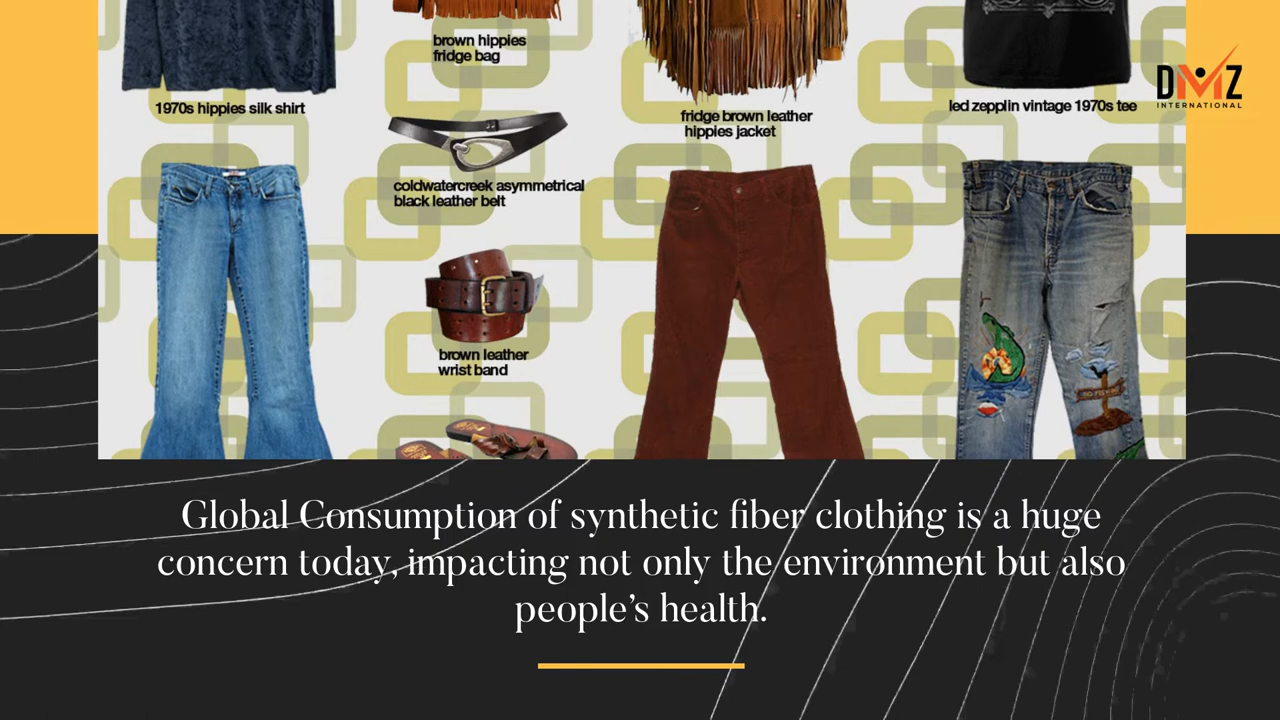 brown hippies
fridge bag
DMZ
INTERNATIONAL
1970s hippies silk shirt
fridge brown leather
hippies jacket
led zepplin vintage 1970s tee
coldwatercreek asymmetrical
black leather belt
brown leather
wrist band
NO FISHING
Global Consumption of synthetic fiber clothing is a huge
concern today, impacting not only the environment but also
people's health.